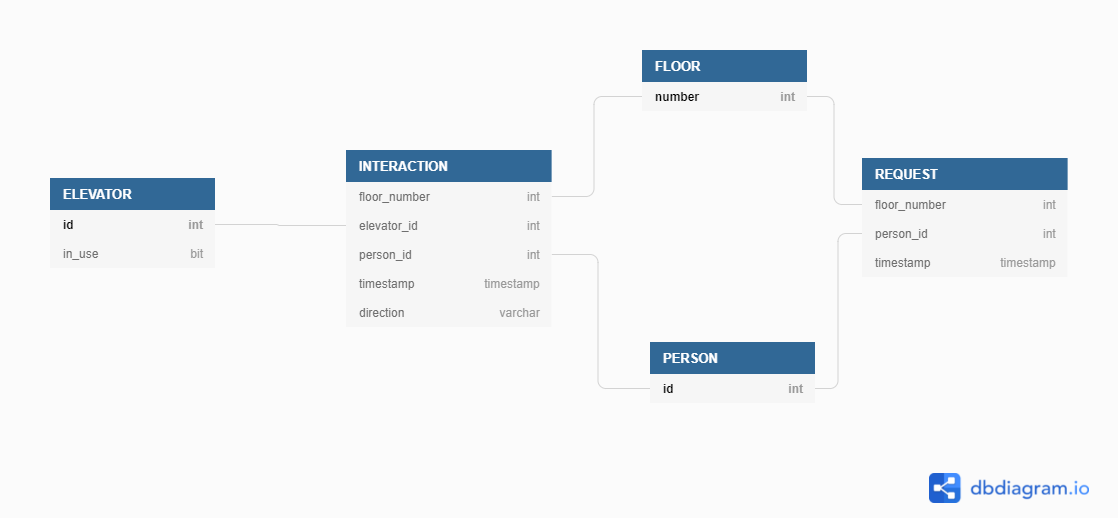 FLOOR
number int
ELEVATOR
id int
in_use bit
INTERACTION
floor_number int
elevator_id int
person_id int
timestamp timestamp
direction varchar
REQUEST
floor_number int
person_id int
timestamp timestamp
PERSON
id int
dbdiagram.io